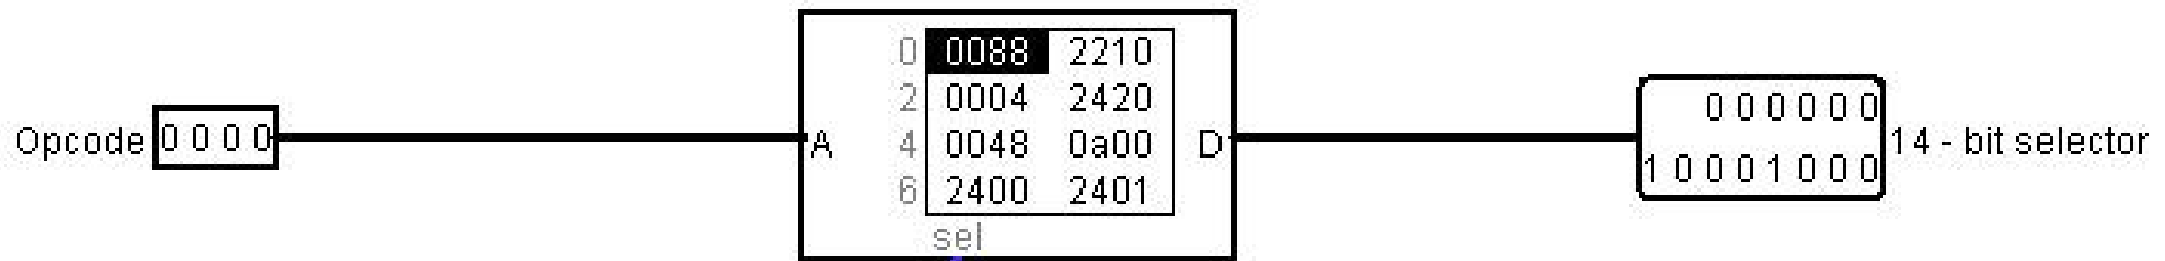 0 0088 2210
2 0004 2420
4 0048 0a00
6 2400 2401
sel
Opcode 0 0 0 0
A
D
0 0 0 0 0 0
1 0 0 0 1 0 0 0
14 - bit selector